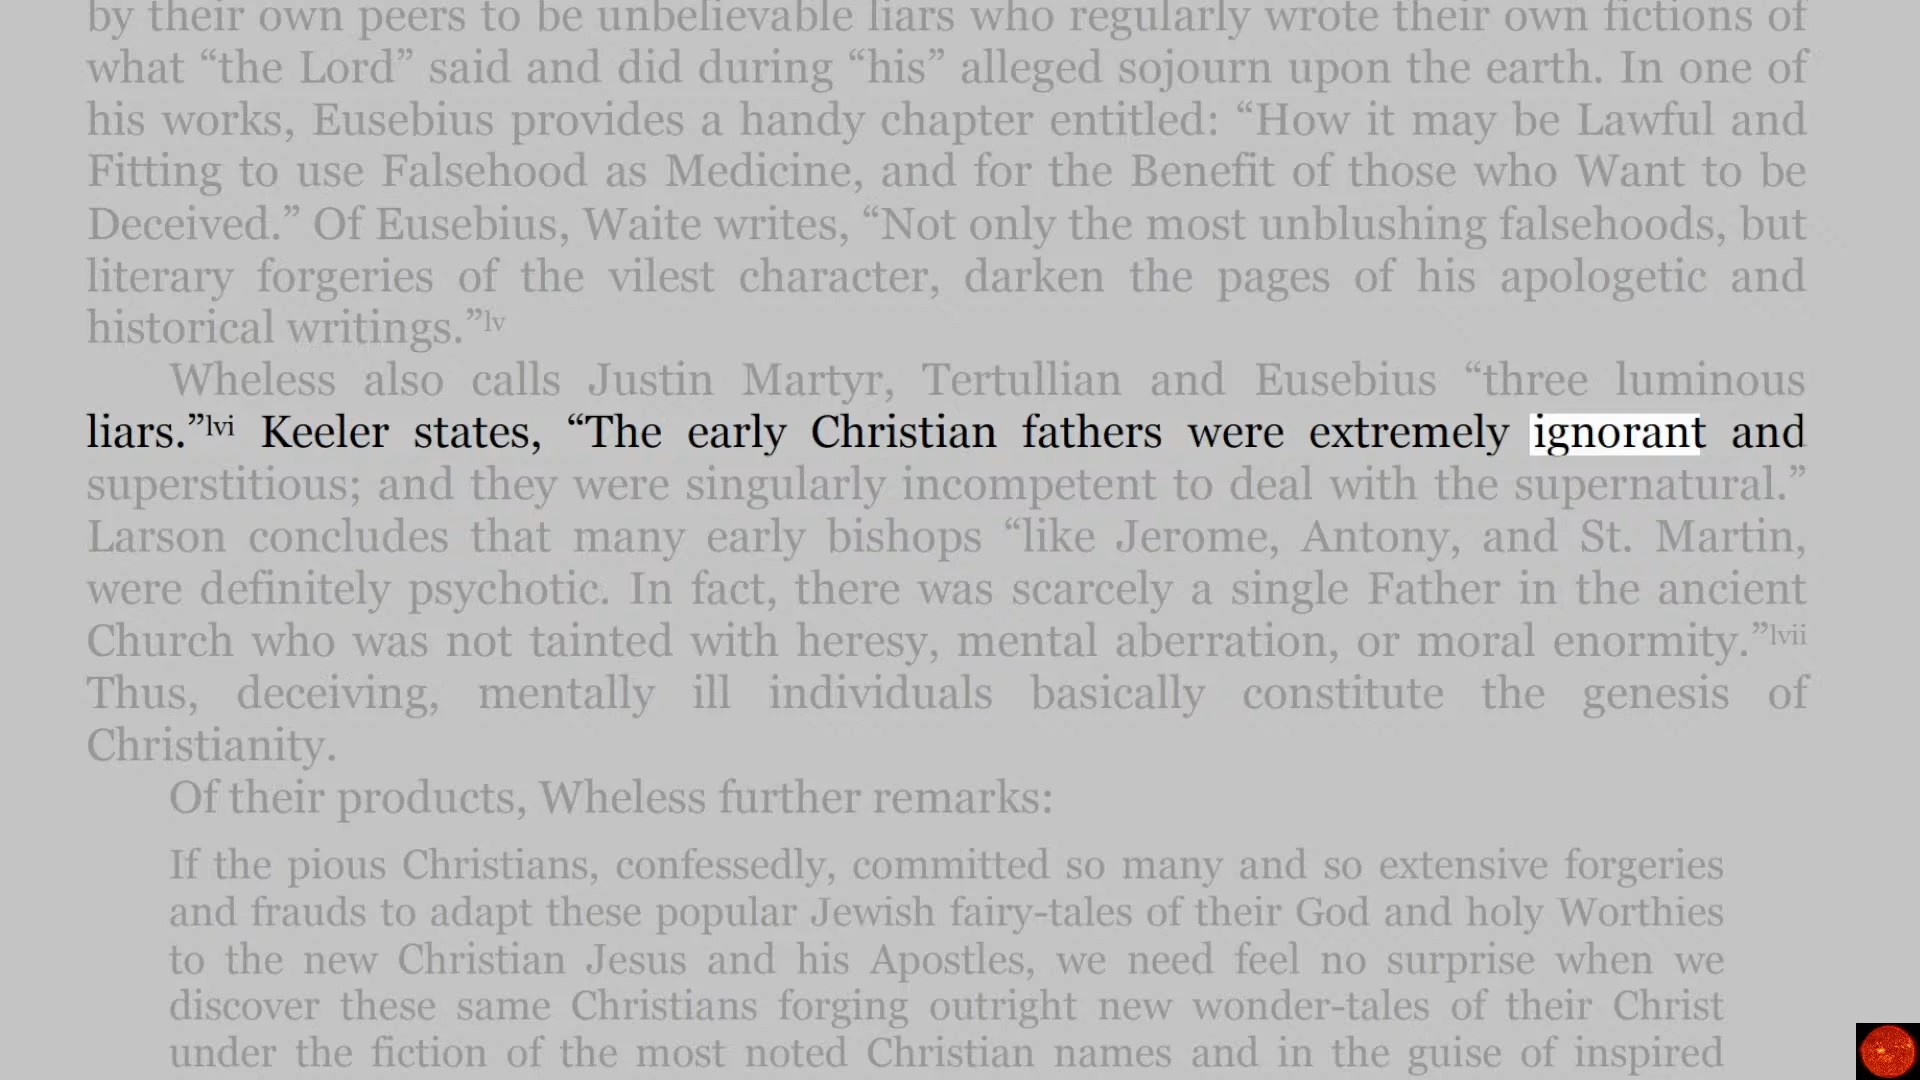 by their own peers to be unbelievable liars who regularly wrote their own fictions of
what “the Lord” said and did during “his” alleged sojourn upon the earth. In one of
his works, Eusebius provides a handy chapter entitled: “How it may be Lawful and
Fitting to use Falsehood as Medicine, and for the Benefit of those who Want to be
Deceived.” Of Eusebius, Waite writes, “Not only the most unblushing falsehoods, but
literary forgeries of the vilest character, darken the pages of his apologetic and
historical writings.”lv
Wheless also calls Justin Martyr, Tertullian and Eusebius “three luminous
liars.”lvi Keeler states, “The early Christian fathers were extremely ignorant and
superstitious; and they were singularly incompetent to deal with the supernatural.”
Larson concludes that many early bishops “like Jerome, Antony, and St. Martin,
were definitely psychotic. In fact, there was scarcely a single Father in the ancient
Church who was not tainted with heresy, mental aberration, or moral enormity.”lvii
Thus, deceiving, mentally ill individuals basically constitute the genesis of
Christianity.
Of their products, Wheless further remarks:
If the pious Christians, confessedly, committed so many and so extensive forgeries
and frauds to adapt these popular Jewish fairy-tales of their God and holy Worthies
to the new Christian Jesus and his Apostles, we need feel no surprise when we
discover these same Christians forging outright new wonder-tales of their Christ
under the fiction of the most noted Christian names and in the guise of inspired